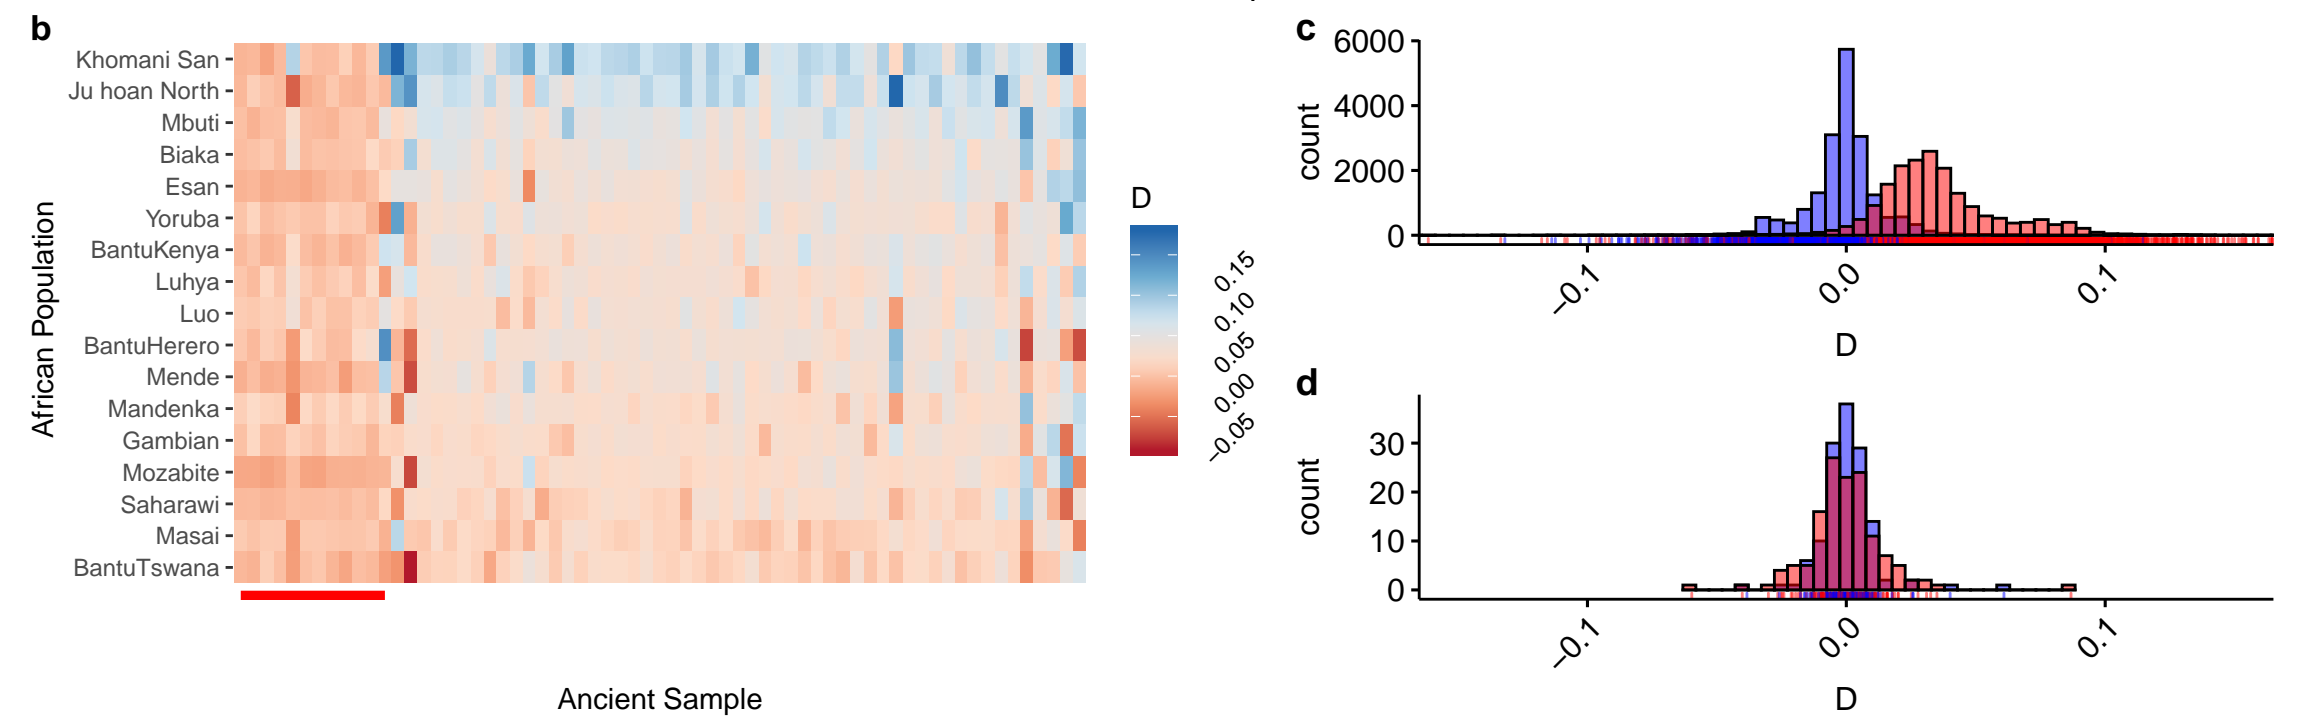 b
Khomani San
Ju hoan North
Mbuti
Biaka
Esan
Yoruba
BantuKenya
Luhya
Luo
BantuHerero
Mende
Mandenka
Gambian
Mozabite
Saharawi
Masai
BantuTswana
African Population
Ancient Sample
D
0.15
0.10
0.05
0.00
−0.05
c
6000
4000
2000
0
count
−0.1
0.0
0.1
D
d
30
20
10
0
count
−0.1
0.0
0.1
D